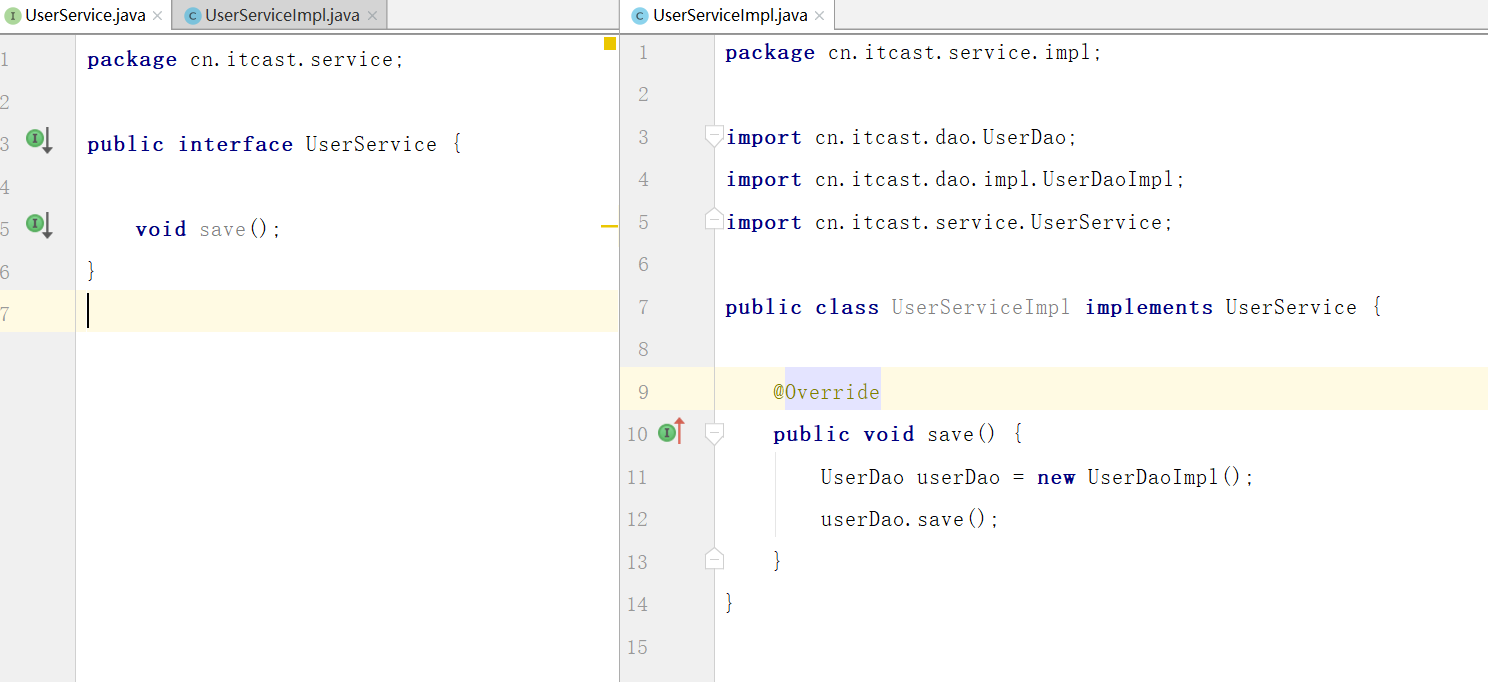 UserService.java
UserServiceImpl.java
1 package cn.itcast.service;
2
3 public interface UserService {
4
5 void save();
6 }
7
UserServiceImpl.java
1 package cn.itcast.service.impl;
2
3 import cn.itcast.dao.UserDao;
4 import cn.itcast.dao.impl.UserDaoImpl;
5 import cn.itcast.service.UserService;
6
7 public class UserServiceImpl implements UserService {
8
9 @Override
10 public void save() {
11 UserDao userDao = new UserDaoImpl();
12 userDao.save();
13 }
14 }
15